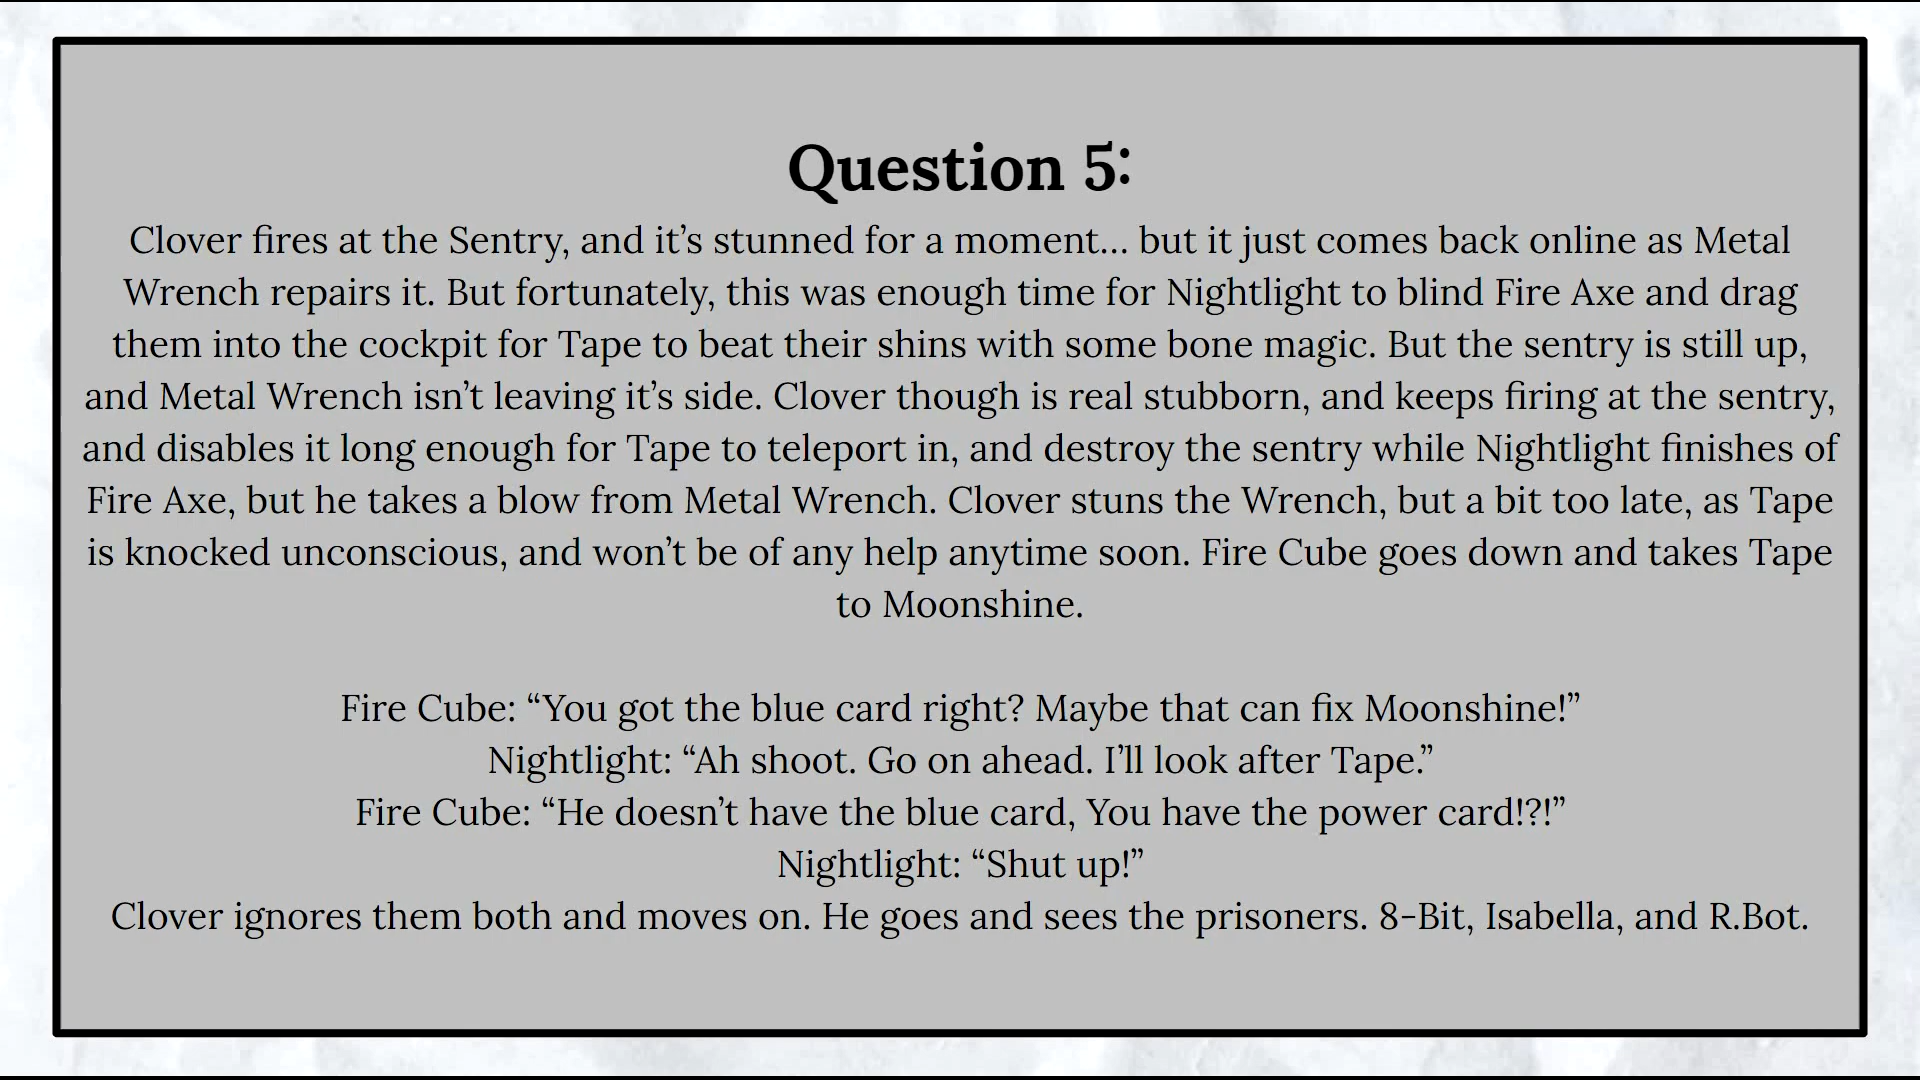 Question 5:
Clover fires at the Sentry, and it’s stunned for a moment... but it just comes back online as Metal
Wrench repairs it. But fortunately, this was enough time for Nightlight to blind Fire Axe and drag
them into the cockpit for Tape to beat their shins with some bone magic. But the sentry is still up,
and Metal Wrench isn’t leaving it’s side. Clover though is real stubborn, and keeps firing at the sentry,
and disables it long enough for Tape to teleport in, and destroy the sentry while Nightlight finishes of
Fire Axe, but he takes a blow from Metal Wrench. Clover stuns the Wrench, but a bit too late, as Tape
is knocked unconscious, and won’t be of any help anytime soon. Fire Cube goes down and takes Tape
to Moonshine.
Fire Cube: “You got the blue card right? Maybe that can fix Moonshine!”
Nightlight: “Ah shoot. Go on ahead. I’ll look after Tape.”
Fire Cube: “He doesn’t have the blue card, You have the power card!?!”
Nightlight: “Shut up!”
Clover ignores them both and moves on. He goes and sees the prisoners. 8-Bit, Isabella, and R.Bot.